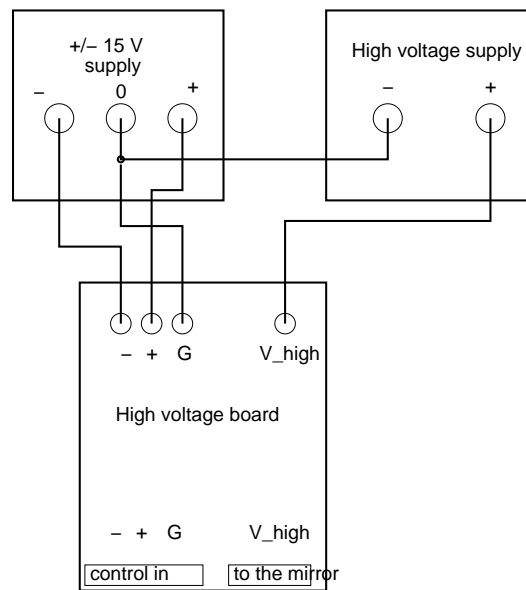 +/− 15 V
supply
High voltage supply
− 0 +
− +
− + G V_high
High voltage board
− + G V_high
control in to the mirror